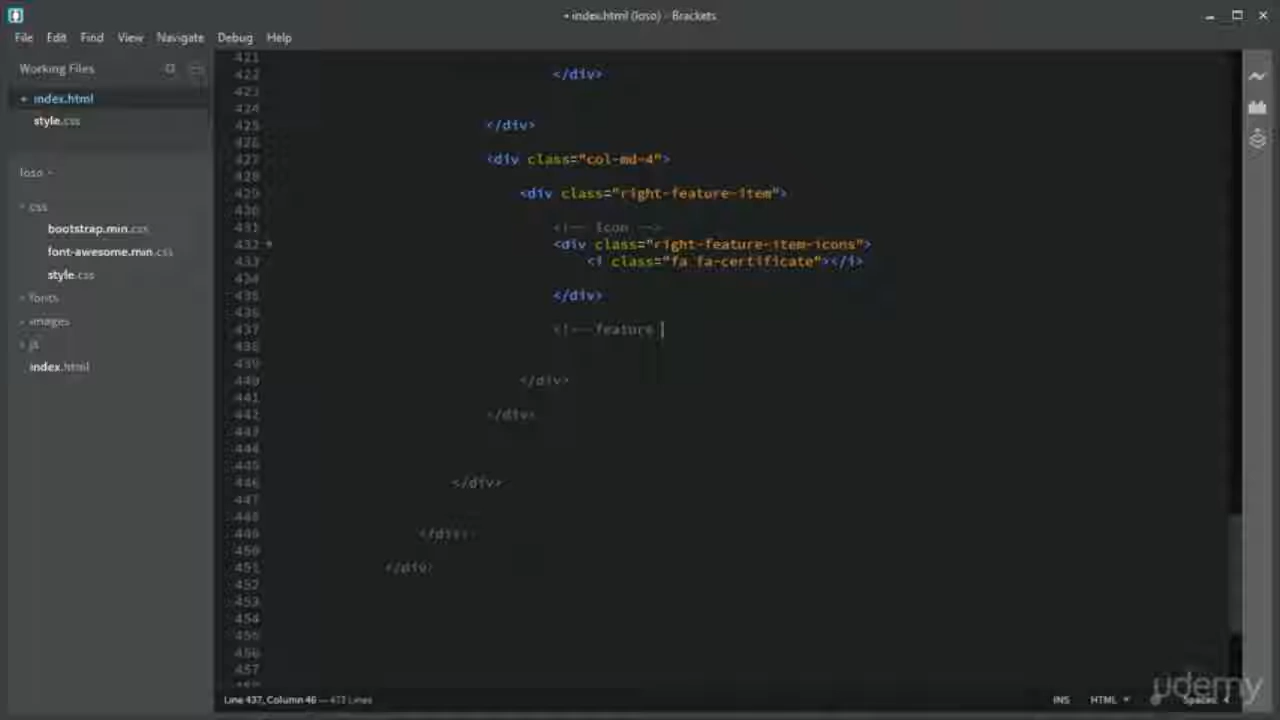 • index.html (loso) - Brackets
File Edit Find View Navigate Debug Help
Working Files
index.html
style.css
loso
css
bootstrap.min.css
font-awesome.min.css
style.css
fonts
images
js
index.html
421
422 </div>
423
424
425 </div>
426
427 <div class="col-md-4">
428
429 <div class="right-feature-item">
430
431 <!-- Icon -->
432 <div class="right-feature-item-icons">
433 <i class="fa fa-certificate"></i>
434
435 </div>
436
437 <!--feature
438
439
440 </div>
441
442 </div>
443
444
445
446 </div>
447
448
449 </div>
450
451 </div>
452
453
454
455
456
457
Line 437, Column 46 — 473 Lines
INS HTML Spaces: 4
udemy